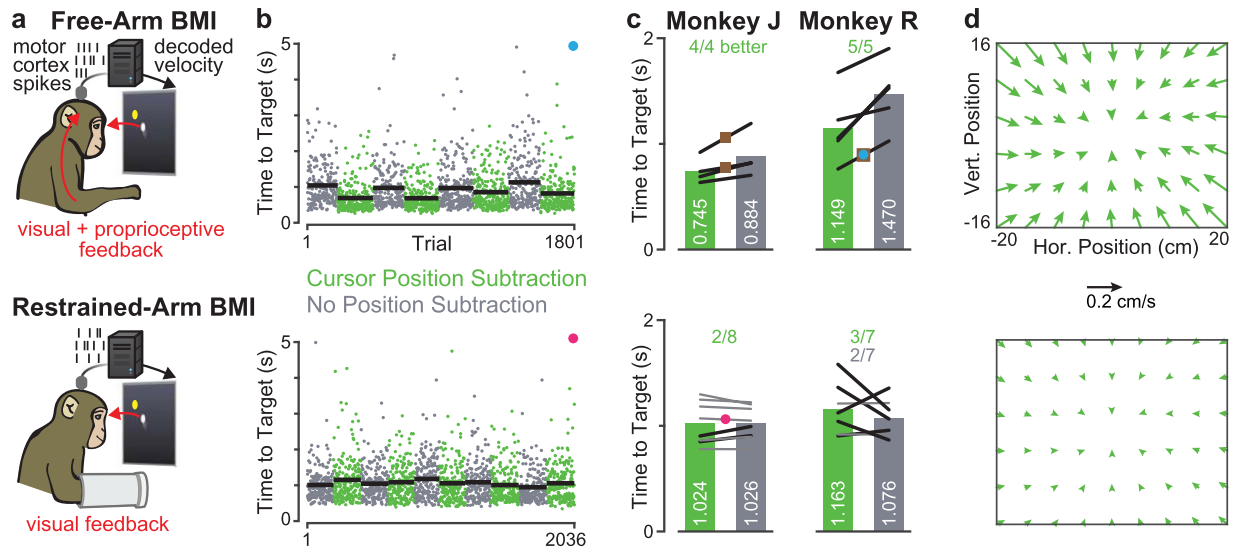 a
Free-Arm BMI
motor
cortex
spikes
decoded
velocity
visual + proprioceptive
feedback
Restrained-Arm BMI
visual feedback
b
Time to Target (s)
5
0
1
Trial
1801
Cursor Position Subtraction
No Position Subtraction
Time to Target (s)
5
0
1
2036
c
Monkey J
Monkey R
Time to Target (s)
2
0
4/4 better
5/5
0.745
0.884
1.149
1.470
Time to Target (s)
2
0
2/8
3/7
2/7
1.024
1.026
1.163
1.076
d
Vert. Position
16
-16
-20
Hor. Position (cm)
20
0.2 cm/s